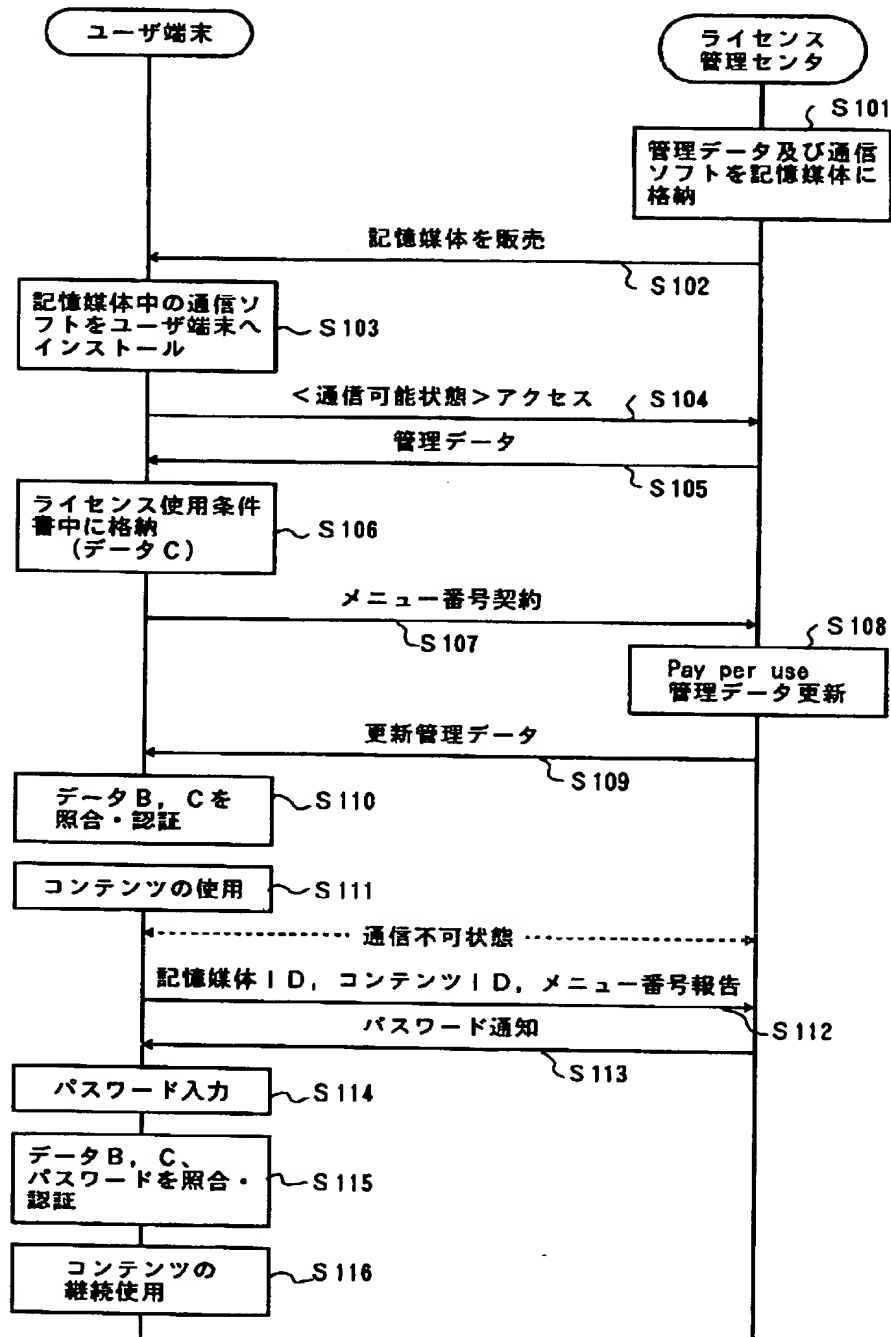 ユーザ端末
ライセンス
管理センタ
S101
管理データ及び通信
ソフトを記憶媒体に
格納
記憶媒体を販売
S102
記憶媒体中の通信ソ
フトをユーザ端末へ
インストール
S103
<通信可能状態>アクセス
S104
管理データ
S105
ライセンス使用条件
書中に格納
(データC)
S106
メニュー番号契約
S107
S108
Pay per use
管理データ更新
更新管理データ
S109
データB,Cを
照合・認証
S110
コンテンツの使用
S111
通信不可状態
記憶媒体ID,コンテンツID,メニュー番号報告
S112
パスワード通知
S113
パスワード入力
S114
データB,C、
パスワードを照合・
認証
S115
コンテンツの
継続使用
S116